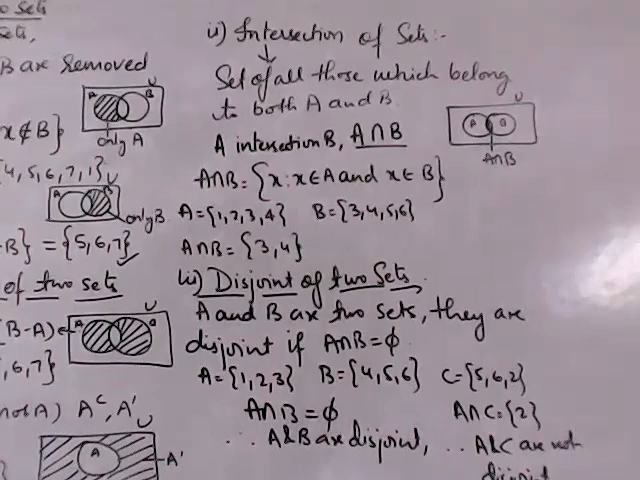 o sets
sets,
B are removed
U
A
B
only A
x ∉ B}
4, 5, 6, 7, 1}
U
A
B
only B
-B} = {5, 6, 7}
of two sets
(B-A)
U
A
B
, 6, 7}
not A) Aᶜ, A'
U
A
A'
ii) Intersection of Sets:-
Set of all those which belong
to both A and B.
A intersection B, A∩B
U
A
B
A∩B
A∩B = {x : x ∈ A and x ∈ B}
A = {1, 2, 3, 4} B = {3, 4, 5, 6}
A∩B = {3, 4}
iii) Disjoint of two Sets.
A and B are two sets, they are
disjoint if A∩B = ϕ
A = {1, 2, 3} B = {4, 5, 6} C = {5, 6, 2}
A∩B = ϕ A∩C = {2}
∴ A&B are disjoint, ∴ A&C are not
disjoint